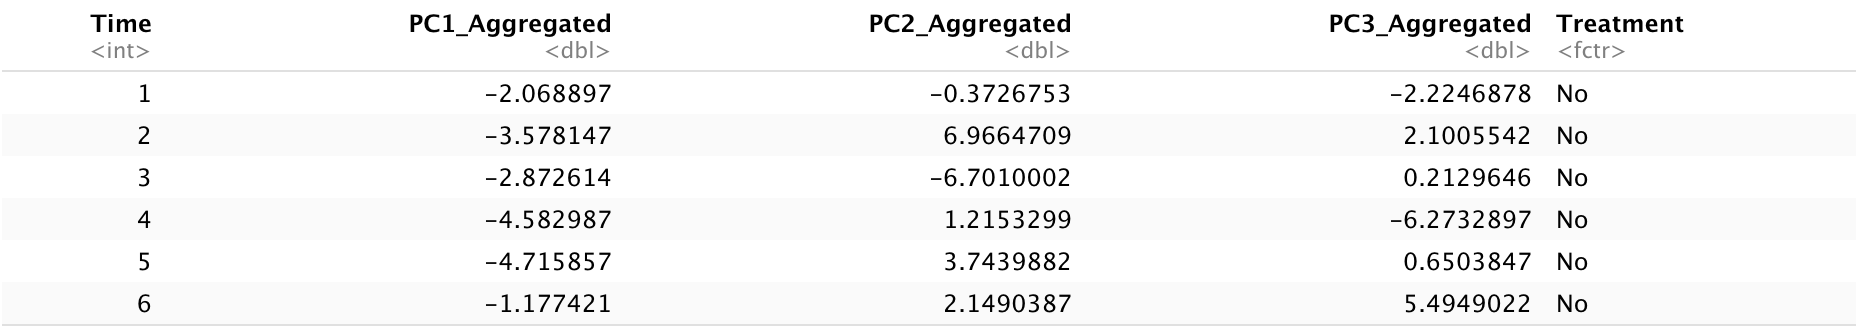 Time PC1_Aggregated PC2_Aggregated PC3_Aggregated Treatment
<int> <dbl> <dbl> <dbl> <fctr>
1 -2.068897 -0.3726753 -2.2246878 No
2 -3.578147 6.9664709 2.1005542 No
3 -2.872614 -6.7010002 0.2129646 No
4 -4.582987 1.2153299 -6.2732897 No
5 -4.715857 3.7439882 0.6503847 No
6 -1.177421 2.1490387 5.4949022 No